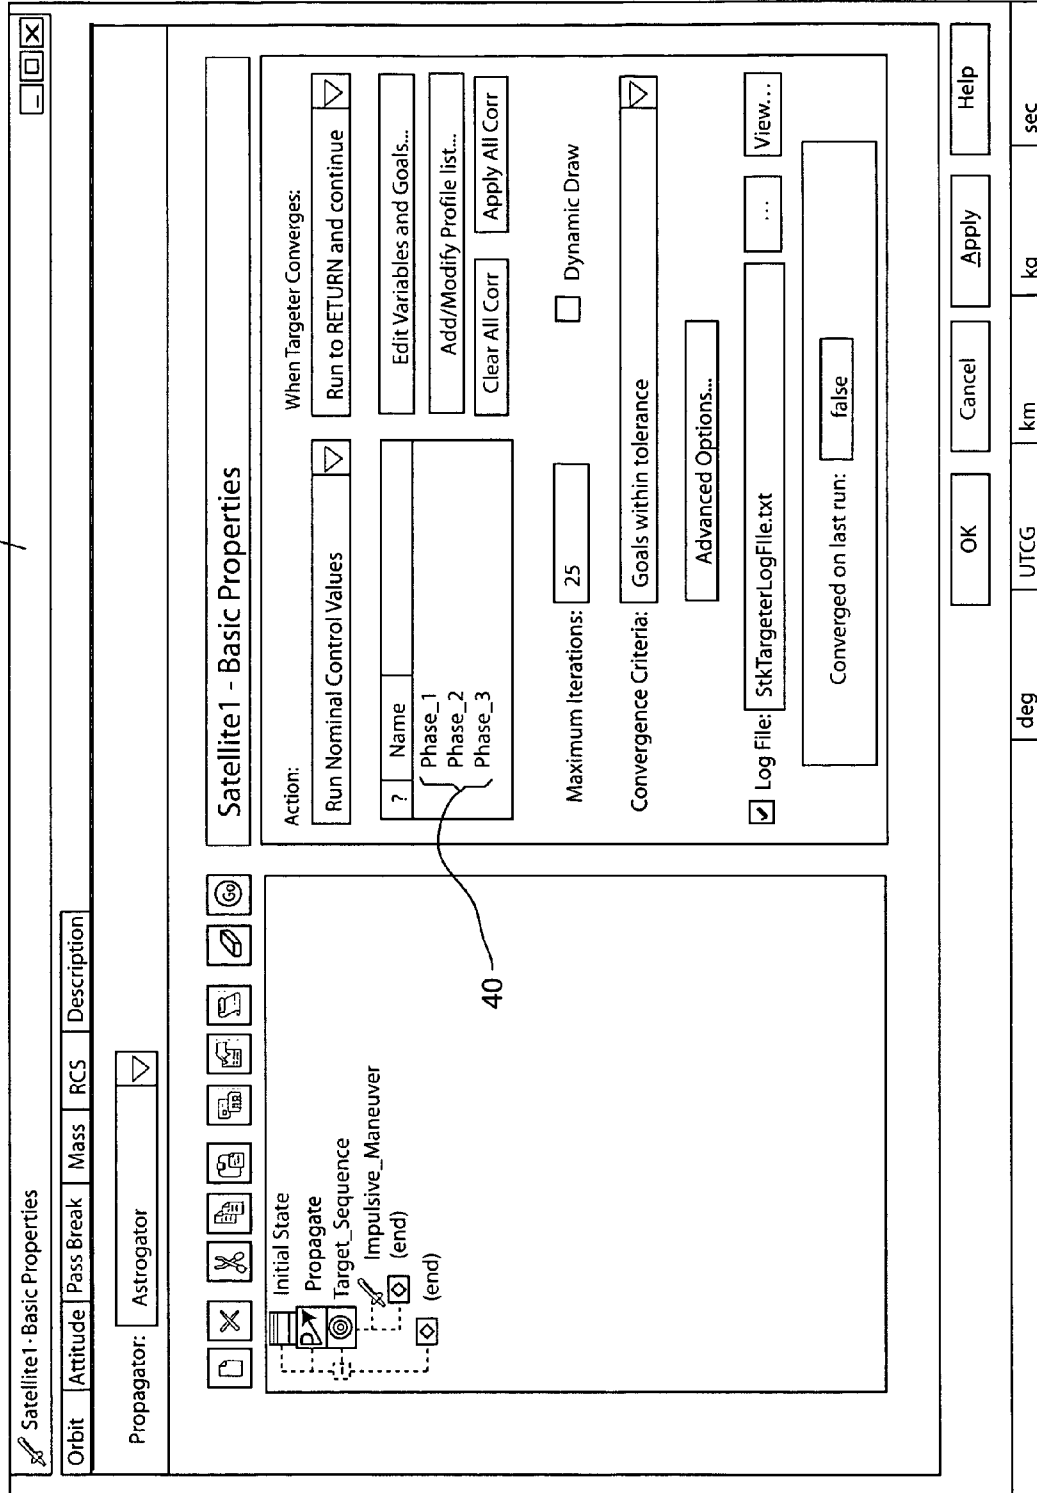 Satellite1 - Basic Properties
Orbit Attitude Pass Break Mass RCS Description
Propagator: Astrogator
Go
Satellite1 - Basic Properties
Initial State
Propagate
Target_Sequence
Impulsive_Maneuver
(end)
(end)
40
Action:
When Targeter Converges:
Run Nominal Control Values
Run to RETURN and continue
? Name
Phase_1
Phase_2
Phase_3
Edit Variables and Goals...
Add/Modify Profile list...
Clear All Corr
Apply All Corr
Maximum Iterations: 25
Dynamic Draw
Convergence Criteria: Goals within tolerance
Advanced Options...
Log File: StkTargeterLogFIle.txt ... View...
Converged on last run: false
OK Cancel Apply Help
deg UTCG km kg sec